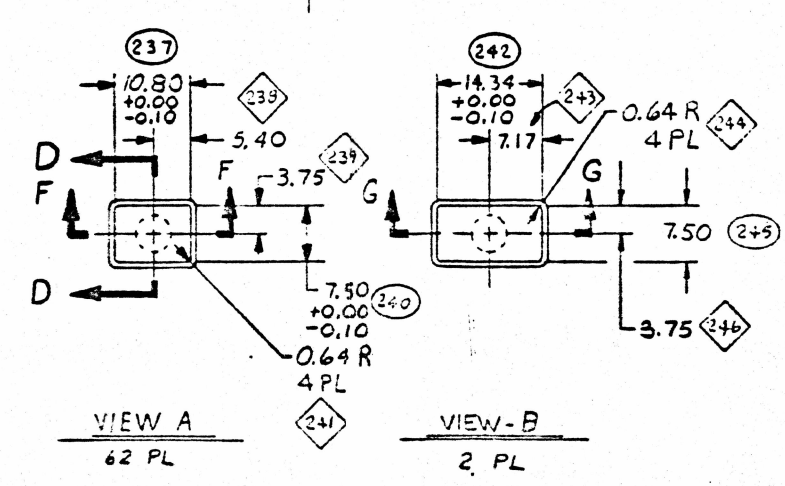 237
10.80
+0.00
-0.10
238
5.40
D
F
F
3.75
239
D
7.50
+0.00
-0.10
240
0.64 R
4 PL
241
VIEW A
62 PL
242
14.34
+0.00
-0.10
243
7.17
0.64 R
4 PL
244
G
G
7.50
245
3.75
246
VIEW-B
2 PL